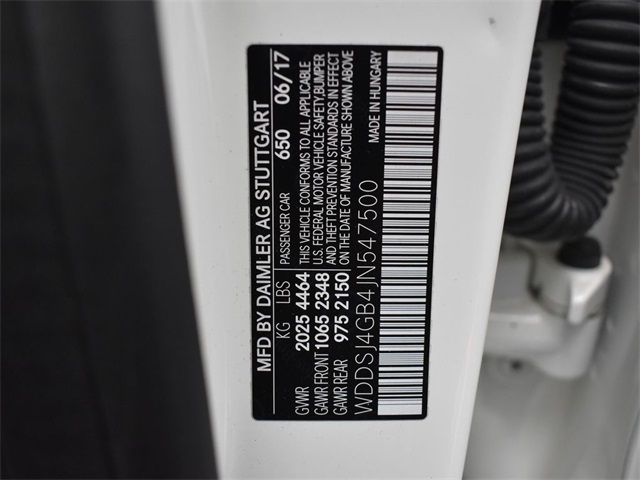 MFD BY DAIMLER AG STUTTGART
KG LBS PASSENGER CAR 650 06/17
GVWR 2025 4464 THIS VEHICLE CONFORMS TO ALL APPLICABLE
GAWR FRONT 1065 2348 U.S. FEDERAL MOTOR VEHICLE SAFETY,BUMPER
GAWR REAR 975 2150 AND THEFT PREVENTION STANDARDS IN EFFECT
ON THE DATE OF MANUFACTURE SHOWN ABOVE
WDDSJ4GB4JN547500 MADE IN HUNGARY